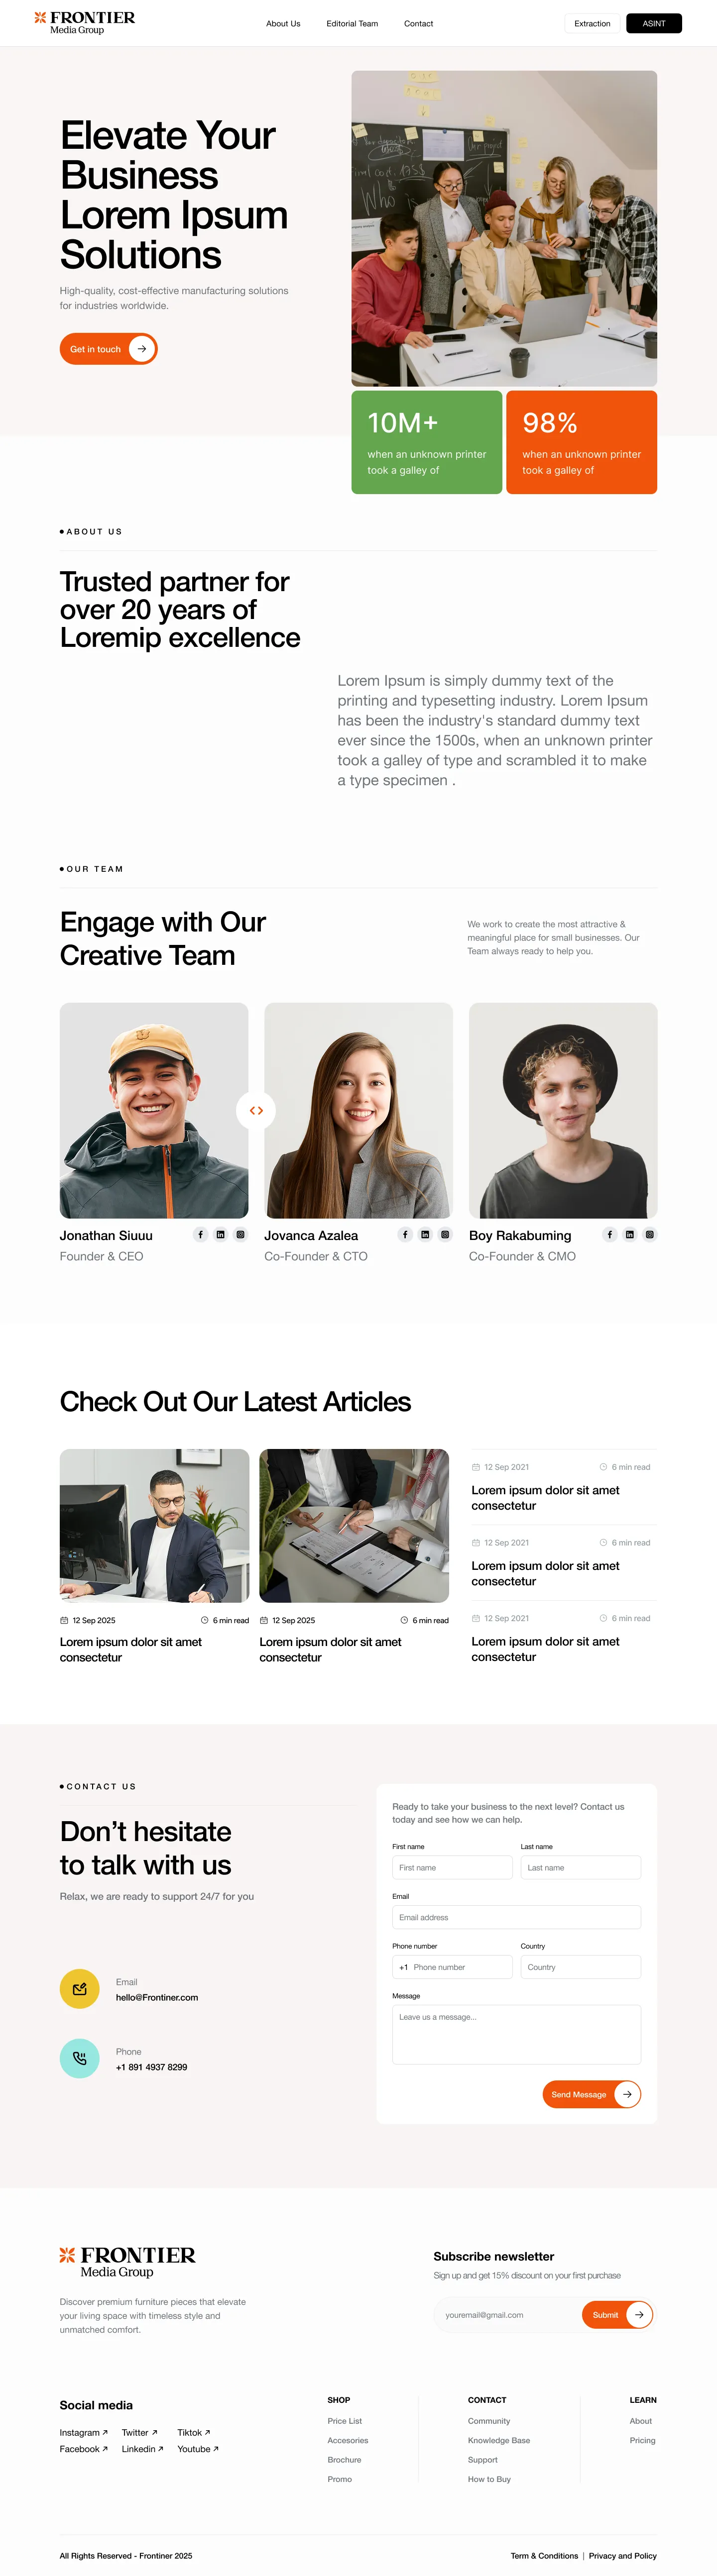 FRONTIER
Media Group
About Us
Editorial Team
Contact
Extraction
ASINT
Elevate Your
Business
Lorem Ipsum
Solutions
High-quality, cost-effective manufacturing solutions
for industries worldwide.
Get in touch
10M+
when an unknown printer
took a galley of
98%
when an unknown printer
took a galley of
ABOUT US
Trusted partner for
over 20 years of
Loremip excellence
Lorem Ipsum is simply dummy text of the
printing and typesetting industry. Lorem Ipsum
has been the industry's standard dummy text
ever since the 1500s, when an unknown printer
took a galley of type and scrambled it to make
a type specimen .
OUR TEAM
Engage with Our
Creative Team
We work to create the most attractive &
meaningful place for small businesses. Our
Team always ready to help you.
Jonathan Siuuu
Founder & CEO
Jovanca Azalea
Co-Founder & CTO
Boy Rakabuming
Co-Founder & CMO
Check Out Our Latest Articles
12 Sep 2025
6 min read
Lorem ipsum dolor sit amet
consectetur
12 Sep 2025
6 min read
Lorem ipsum dolor sit amet
consectetur
12 Sep 2021
6 min read
Lorem ipsum dolor sit amet
consectetur
12 Sep 2021
6 min read
Lorem ipsum dolor sit amet
consectetur
12 Sep 2021
6 min read
Lorem ipsum dolor sit amet
consectetur
CONTACT US
Don’t hesitate
to talk with us
Relax, we are ready to support 24/7 for you
Email
hello@Frontiner.com
Phone
+1 891 4937 8299
Ready to take your business to the next level? Contact us
today and see how we can help.
First name
Last name
First name
Last name
Email
Email address
Phone number
Country
+1 Phone number
Country
Message
Leave us a message...
Send Message
FRONTIER
Media Group
Discover premium furniture pieces that elevate
your living space with timeless style and
unmatched comfort.
Subscribe newsletter
Sign up and get 15% discount on your first purchase
youremail@gmail.com
Submit
Social media
Instagram
Twitter
Tiktok
Facebook
Linkedin
Youtube
SHOP
Price List
Accesories
Brochure
Promo
CONTACT
Community
Knowledge Base
Support
How to Buy
LEARN
About
Pricing
All Rights Reserved - Frontiner 2025
Term & Conditions | Privacy and Policy